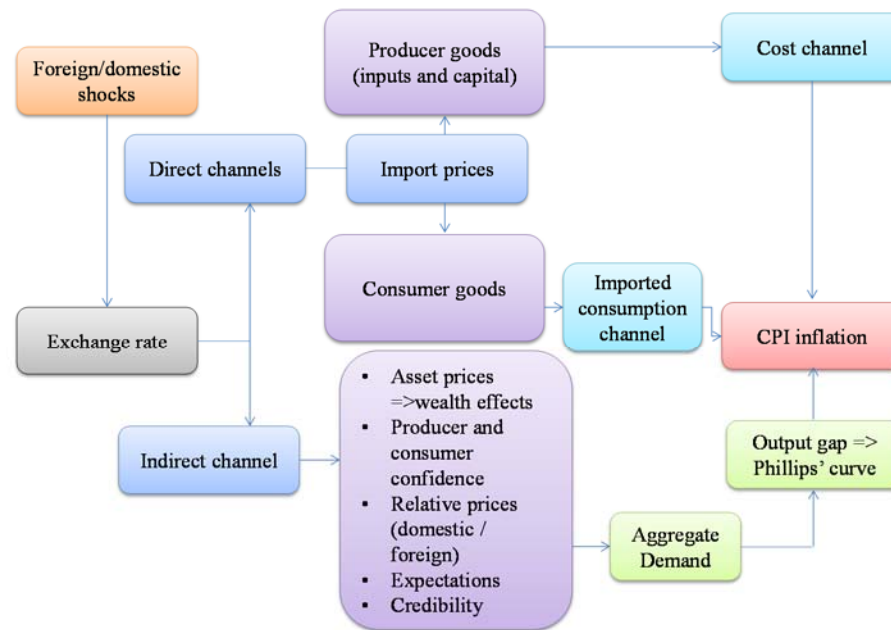 Foreign/domestic
shocks
Producer goods
(inputs and capital)
Cost channel
Direct channels
Import prices
Consumer goods
Imported
consumption
channel
Exchange rate
CPI inflation
▪ Asset prices
=>wealth effects
▪ Producer and
consumer
confidence
▪ Relative prices
(domestic /
foreign)
▪ Expectations
▪ Credibility
Indirect channel
Output gap =>
Phillips’ curve
Aggregate
Demand